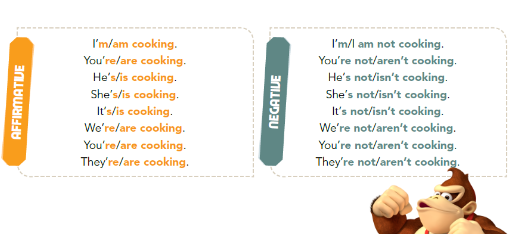 AFFIRMATIVE
I'm/am cooking.
You're/are cooking.
He's/is cooking.
She's/is cooking.
It's/is cooking.
We're/are cooking.
You're/are cooking.
They're/are cooking.
NEGATIVE
I'm/I am not cooking.
You're not/aren't cooking.
He's not/isn't cooking.
She's not/isn't cooking.
It's not/isn't cooking.
We're not/aren't cooking.
You're not/aren't cooking.
They're not/aren't cooking.